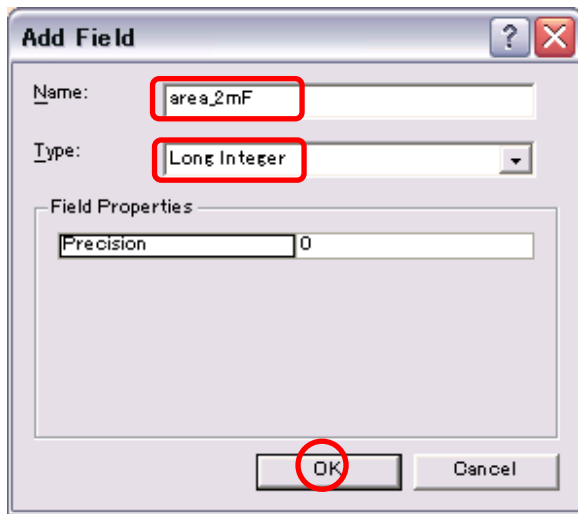 Add Field
?
Name:
area_2mF
Type:
Long Integer
Field Properties
Precision 0
OK
Cancel